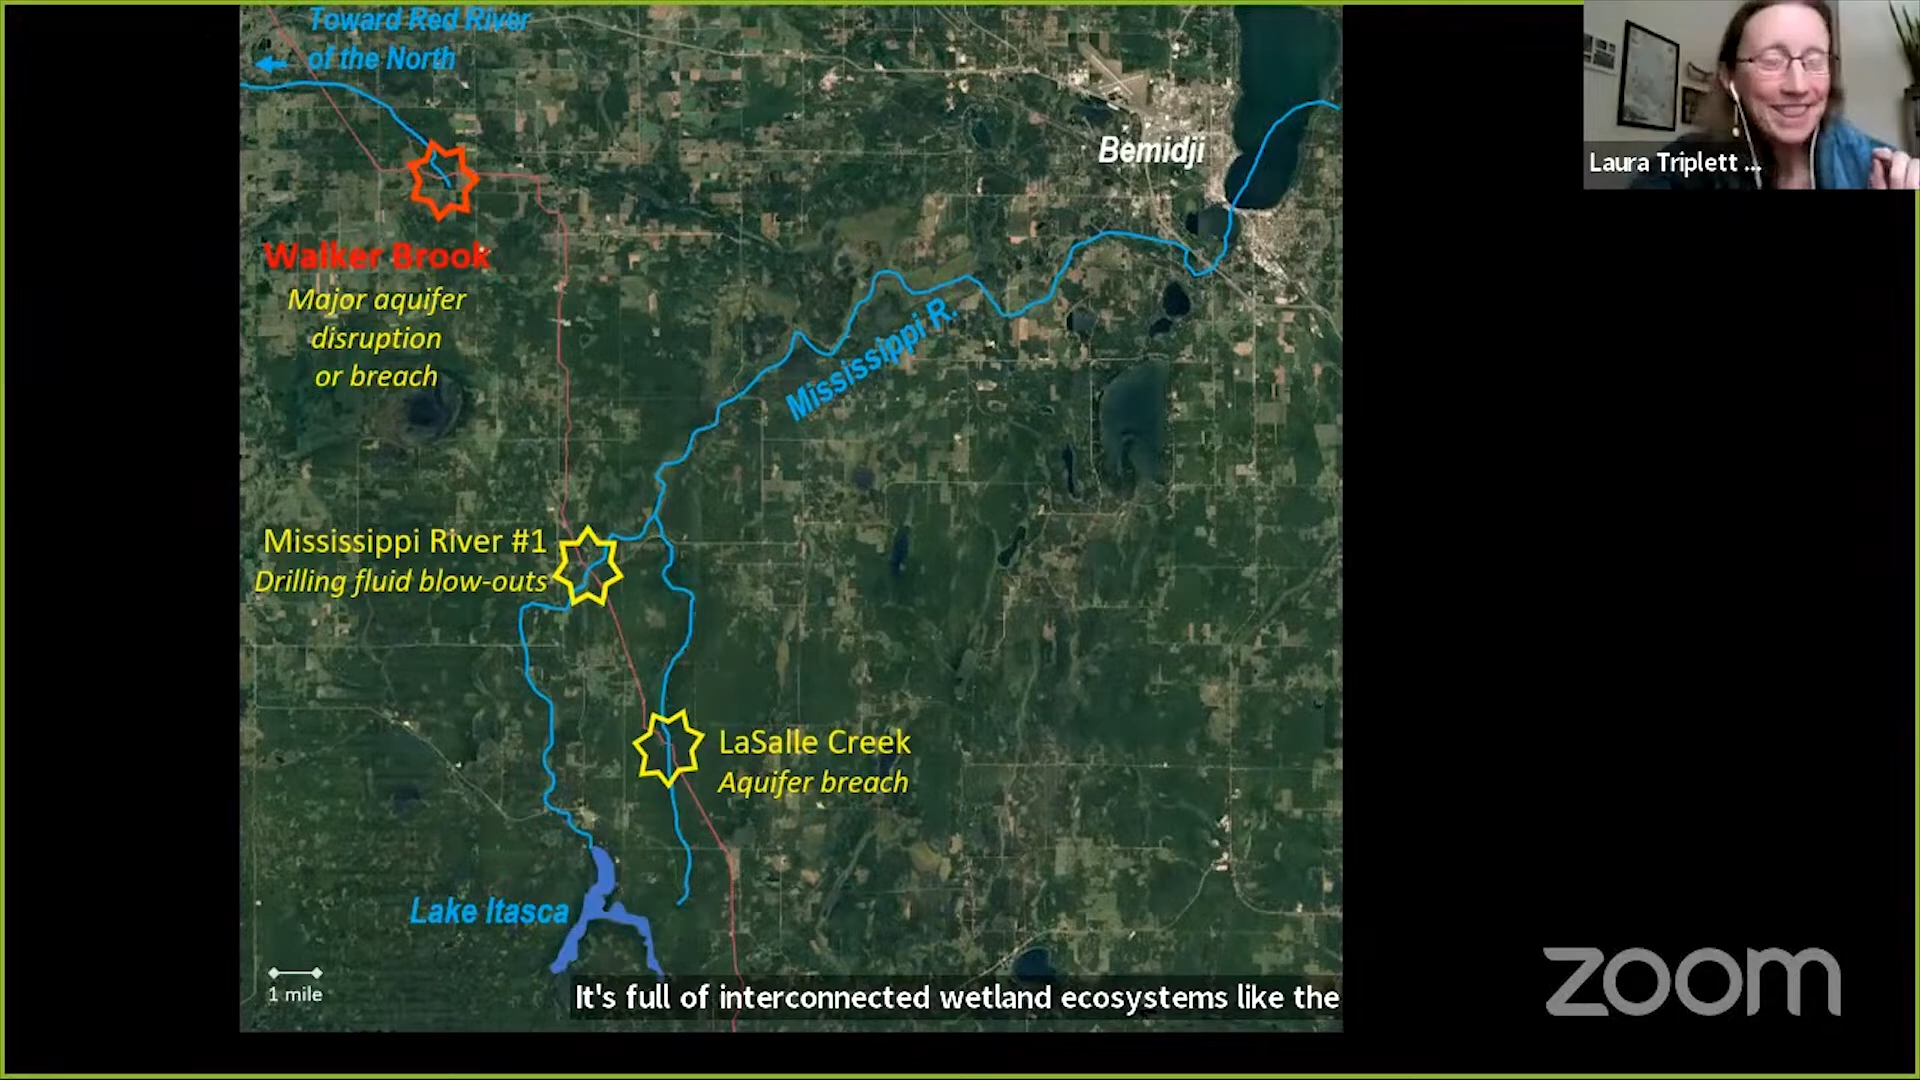 Toward Red River
of the North
Laura Triplett ...
Bemidji
Walker Brook
Major aquifer
disruption
or breach
Mississippi R.
Mississippi River #1
Drilling fluid blow-outs
LaSalle Creek
Aquifer breach
Lake Itasca
1 mile
It's full of interconnected wetland ecosystems like the
zoom